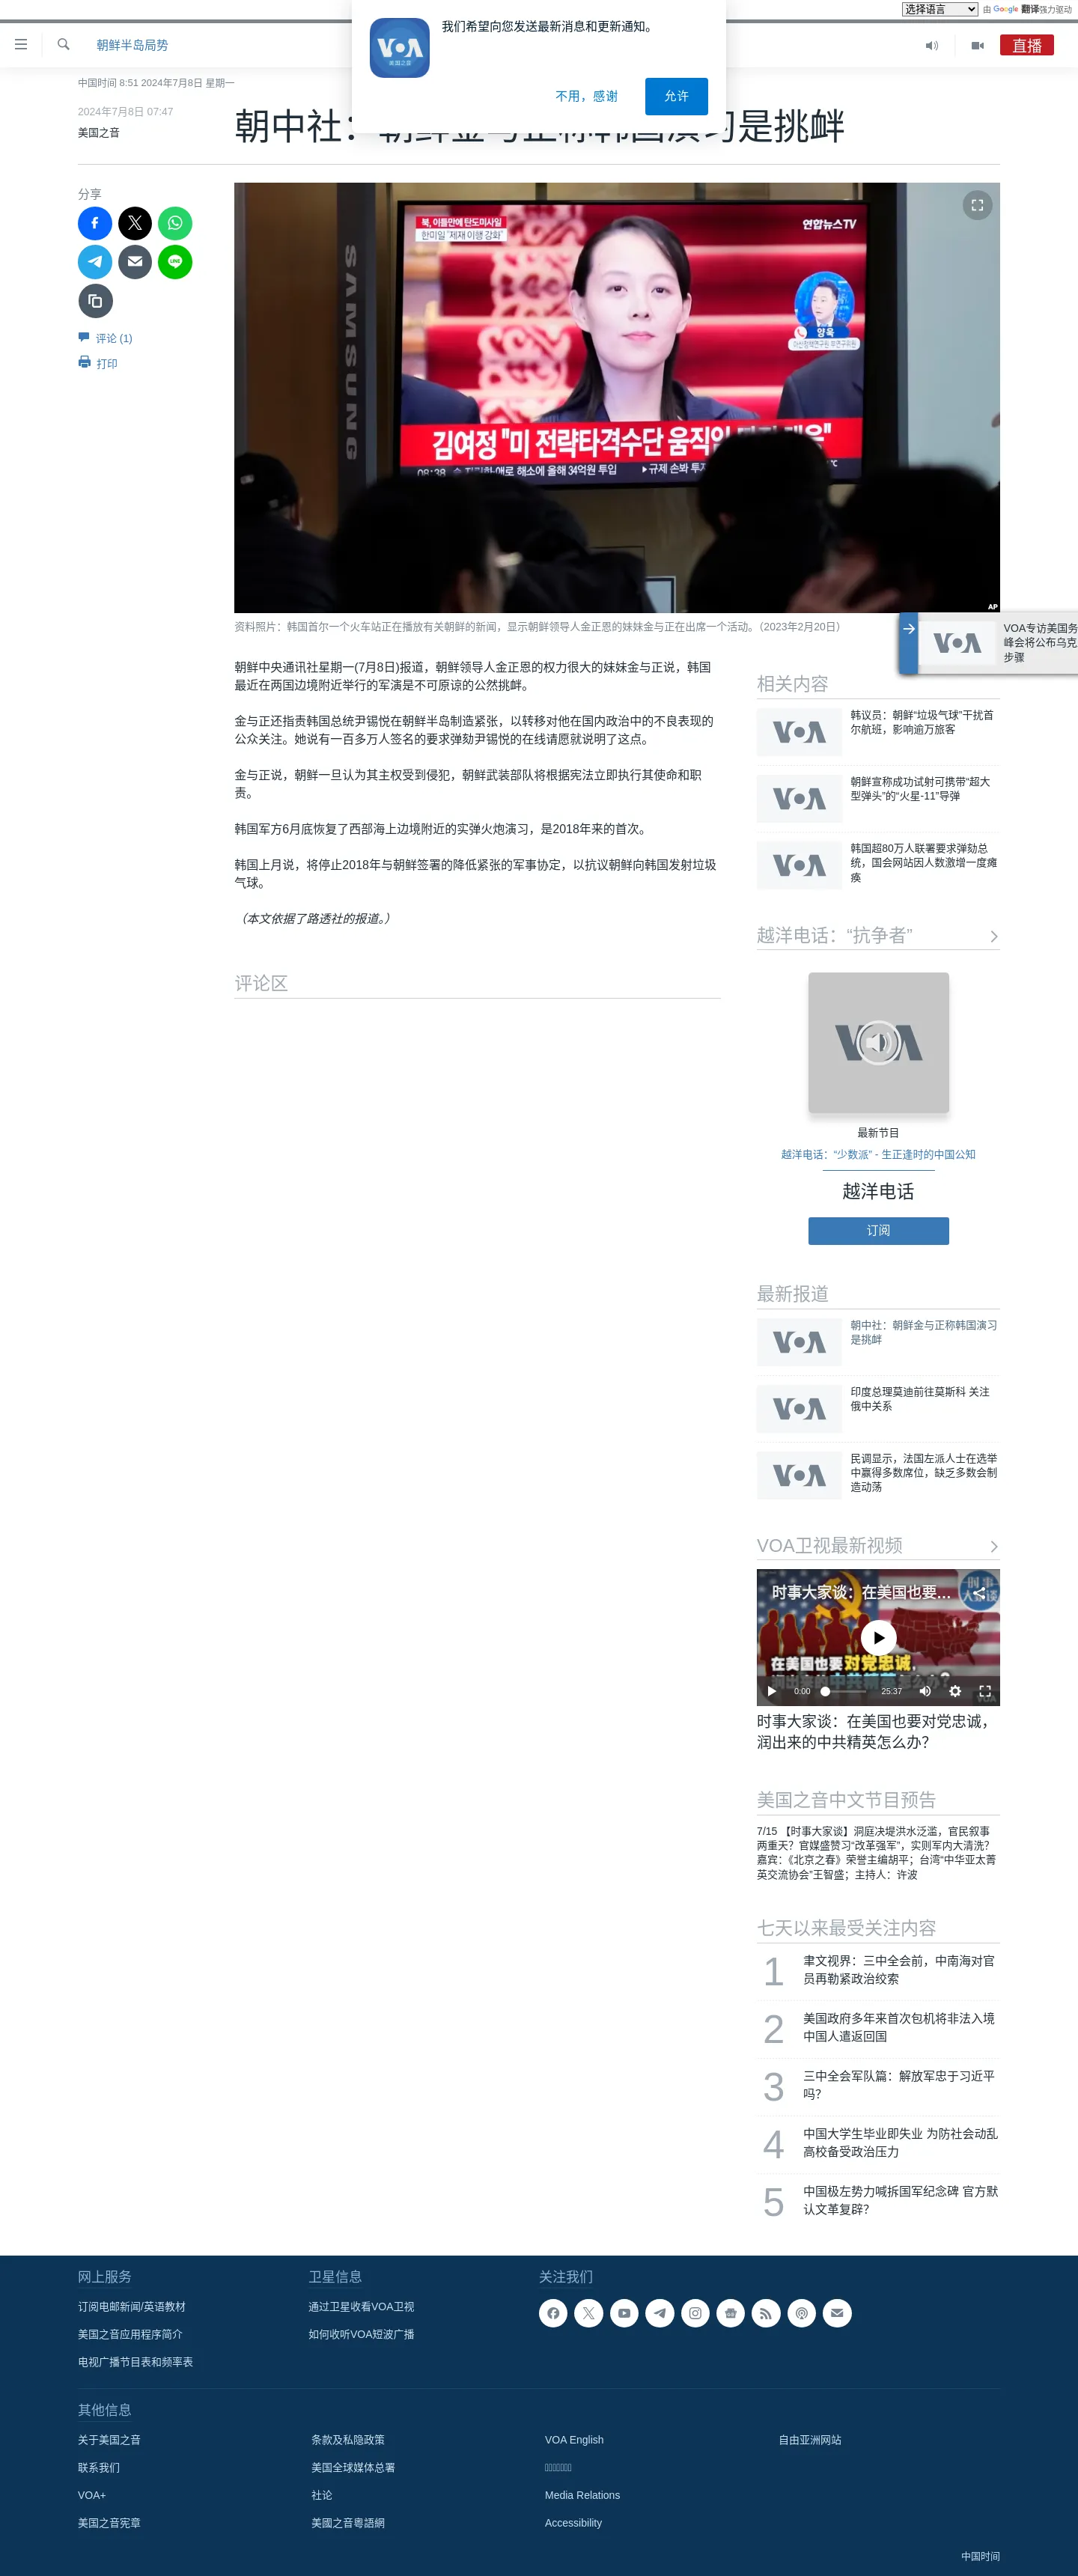 选择语言
由 Google 翻译强力驱动
朝鲜半岛局势
直播
VOA
美国之音
我们希望向您发送最新消息和更新通知。
不用，感谢
允许
中国时间 8:51 2024年7月8日 星期一
2024年7月8日 07:47
美国之音
朝中社：朝鲜金与正称韩国演习是挑衅
分享
评论 (1)
打印
SAMSUNG
북, 아들만에 탄도미사일
한미일 "제재 이행 강화"
연합뉴스TV
양욱
아산정책연구원 부연구위원
김여정 "미 전략타격수단 움직임
08:38
해소에 올해 34억원 투입
▶규제 손봐
AP
资料照片：韩国首尔一个火车站正在播放有关朝鲜的新闻，显示朝鲜领导人金正恩的妹妹金与正在出席一个活动。（2023年2月20日）
VOA
VOA专访美国务
峰会将公布乌克
步骤
朝鲜中央通讯社星期一(7月8日)报道，朝鲜领导人金正恩的权力很大的妹妹金与正说，韩国
最近在两国边境附近举行的军演是不可原谅的公然挑衅。
金与正还指责韩国总统尹锡悦在朝鲜半岛制造紧张，以转移对他在国内政治中的不良表现的
公众关注。她说有一百多万人签名的要求弹劾尹锡悦的在线请愿就说明了这点。
金与正说，朝鲜一旦认为其主权受到侵犯，朝鲜武装部队将根据宪法立即执行其使命和职
责。
韩国军方6月底恢复了西部海上边境附近的实弹火炮演习，是2018年来的首次。
韩国上月说，将停止2018年与朝鲜签署的降低紧张的军事协定，以抗议朝鲜向韩国发射垃圾
气球。
（本文依据了路透社的报道。）
评论区
相关内容
VOA
韩议员：朝鲜“垃圾气球”干扰首
尔航班，影响逾万旅客
VOA
朝鲜宣称成功试射可携带“超大
型弹头”的“火星-11”导弹
VOA
韩国超80万人联署要求弹劾总
统，国会网站因人数激增一度瘫
痪
越洋电话：“抗争者”
VOA
最新节目
越洋电话：“少数派” - 生正逢时的中国公知
越洋电话
订阅
最新报道
VOA
朝中社：朝鲜金与正称韩国演习
是挑衅
VOA
印度总理莫迪前往莫斯科 关注
俄中关系
VOA
民调显示，法国左派人士在选举
中赢得多数席位，缺乏多数会制
造动荡
VOA卫视最新视频
时事大家谈：在美国也要...
在美国也要对党忠诚，
润出来的中共精英怎么办？
0:00
25:37
时事大家谈：在美国也要对党忠诚，
润出来的中共精英怎么办？
美国之音中文节目预告
7/15 【时事大家谈】洞庭决堤洪水泛滥，官民叙事
两重天？官媒盛赞习“改革强军”，实则军内大清洗？
嘉宾：《北京之春》荣誉主编胡平；台湾“中华亚太菁
英交流协会”王智盛；主持人：许波
七天以来最受关注内容
1
聿文视界：三中全会前，中南海对官
员再勒紧政治绞索
2
美国政府多年来首次包机将非法入境
中国人遣返回国
3
三中全会军队篇：解放军忠于习近平
吗？
4
中国大学生毕业即失业 为防社会动乱
高校备受政治压力
5
中国极左势力喊拆国军纪念碑 官方默
认文革复辟？
网上服务
订阅电邮新闻/英语教材
美国之音应用程序简介
电视广播节目表和频率表
卫星信息
通过卫星收看VOA卫视
如何收听VOA短波广播
关注我们
其他信息
关于美国之音
联系我们
VOA+
美国之音宪章
条款及私隐政策
美国全球媒体总署
社论
美國之音粵語網
VOA English
Media Relations
Accessibility
自由亚洲网站
中国时间